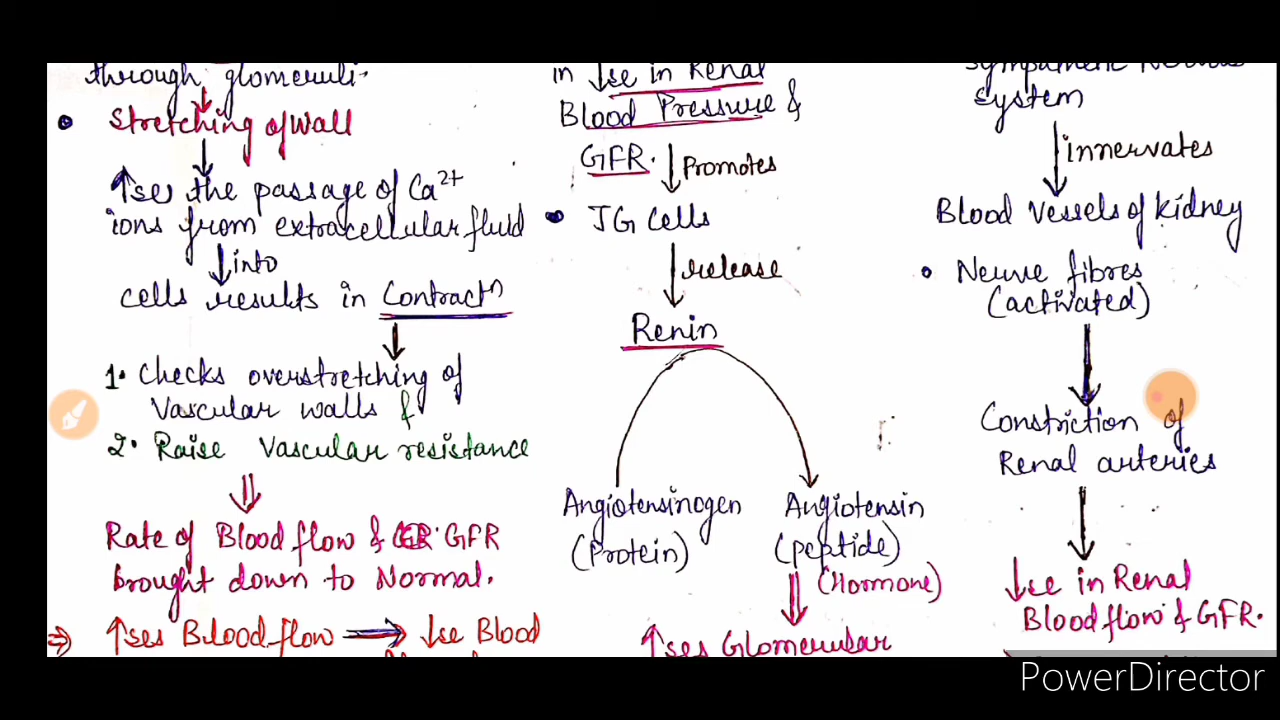 through glomeruli.
Stretching of wall
↑ses the passage of Ca2+
ions from extracellular fluid
↓ into
cells results in Contractn
1. Checks overstretching of
Vascular walls &
2. Raise Vascular resistance
Rate of Blood flow & GFR
brought down to Normal.
⇒ ↑ses Blood flow ⇒ ↓se Blood
in ↓se in Renal
Blood Pressure &
GFR. ↓ Promotes
JG Cells
↓ release
Renin
Angiotensinogen
(Protein)
Angiotensin
(peptide)
(Hormone)
↑ses Glomerular
system
↓ innervates
Blood Vessels of kidney
Nerve fibres
(activated)
Constriction of
Renal arteries
↓se in Renal
Blood flow & GFR.
PowerDirector